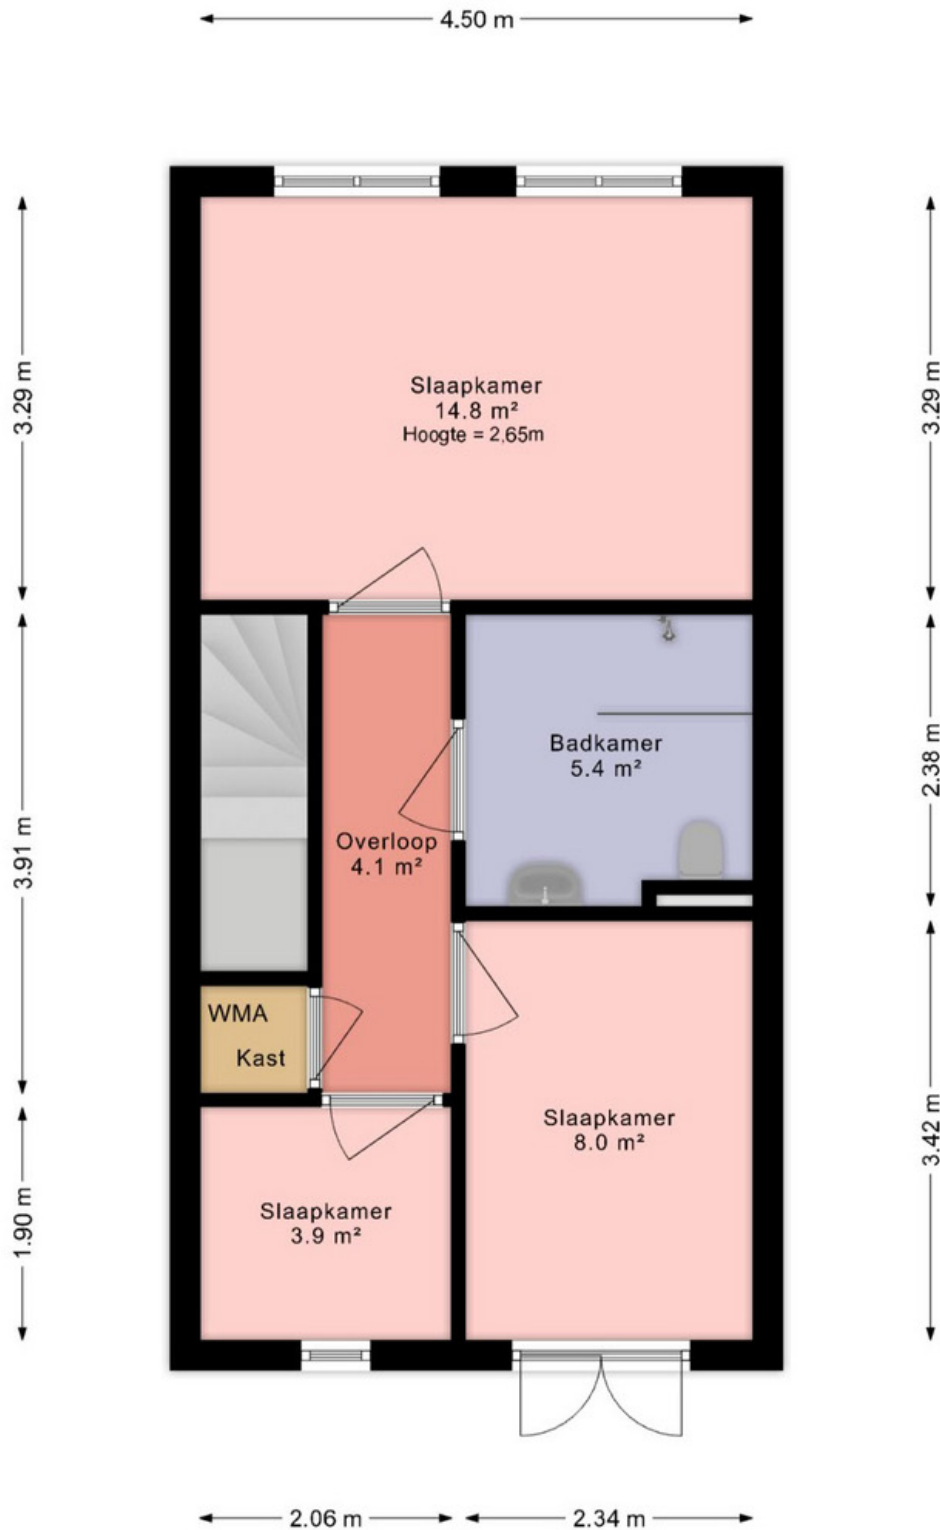 4.50 m
3.29 m
3.29 m
Slaapkamer
14.8 m²
Hoogte = 2.65m
3.91 m
2.38 m
Badkamer
5.4 m²
Overloop
4.1 m²
WMA
Kast
Slaapkamer
8.0 m²
3.42 m
1.90 m
Slaapkamer
3.9 m²
2.06 m
2.34 m